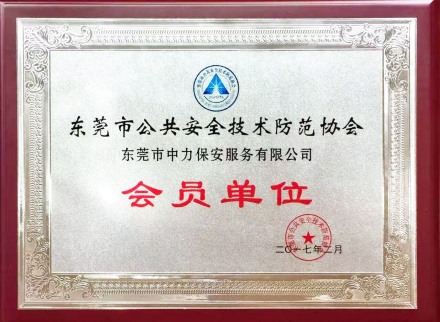 东莞市公共安全技术防范协会
东莞市中力保安服务有限公司
会员单位
二〇一七年二月